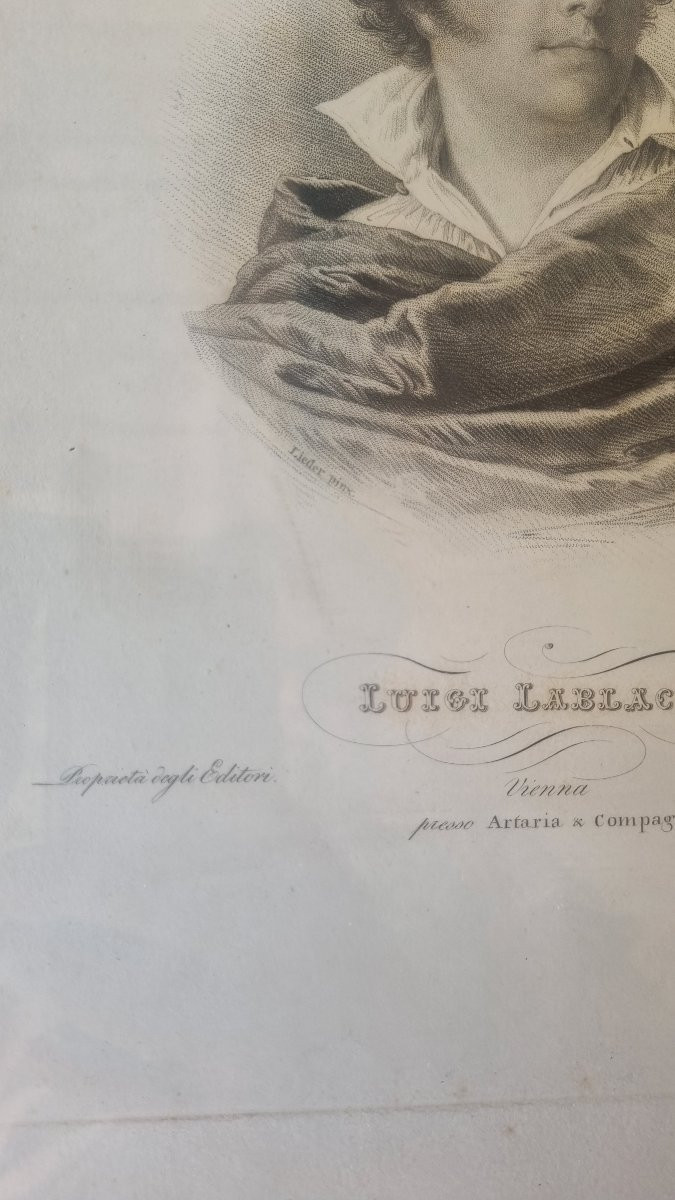 Lieder pinx.
LUIGI LABLAC
Proprietà degli Editori.
Vienna
presso Artaria & Compag